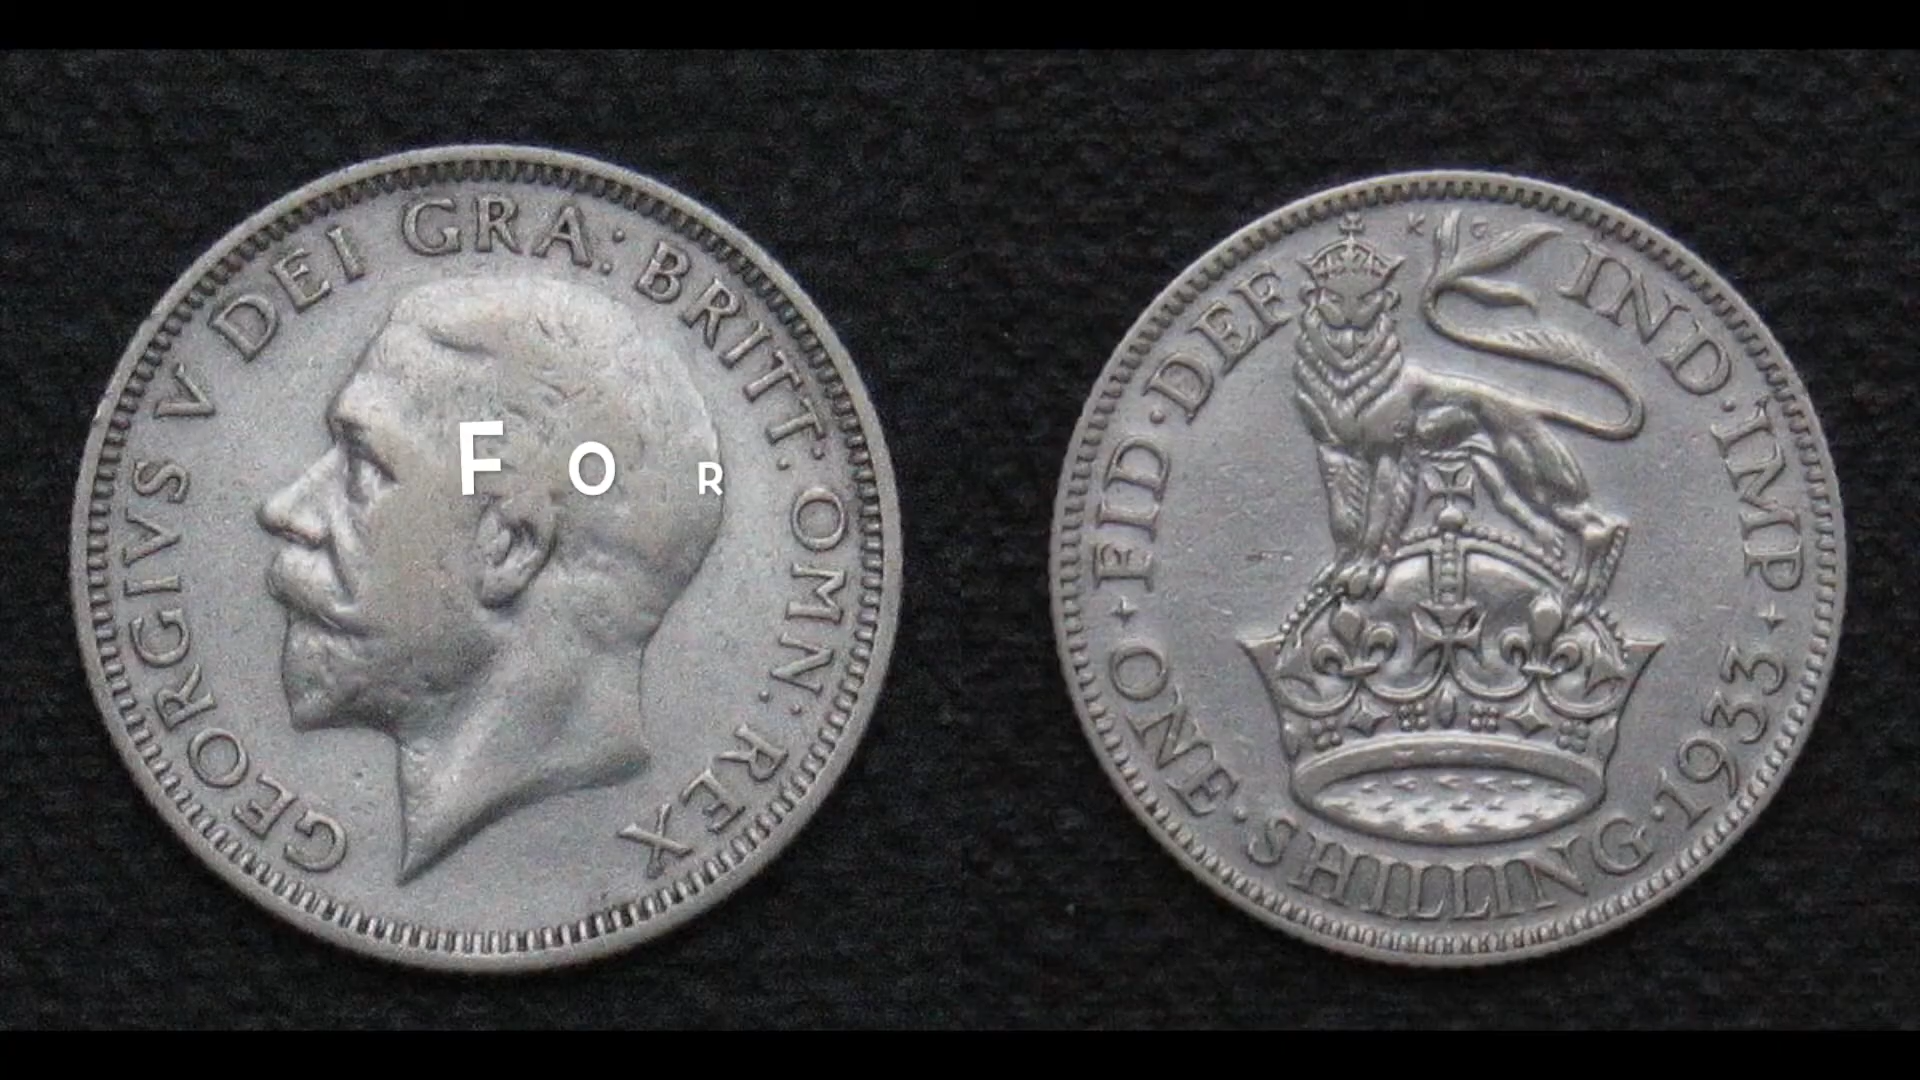 GEORGIVS V DEI GRA: BRITT: OMN: REX
F O R
FID · DEF
IND · IMP
ONE · SHILLING · 1933
K G